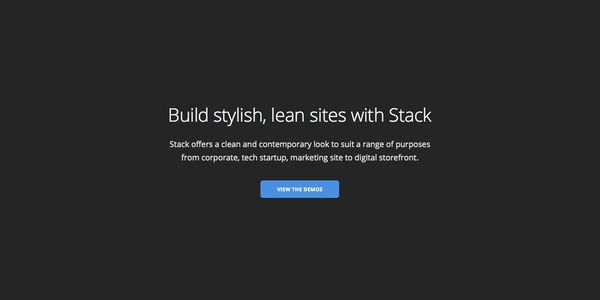 Build stylish, lean sites with Stack
Stack offers a clean and contemporary look to suit a range of purposes
from corporate, tech startup, marketing site to digital storefront.
VIEW THE DEMOS